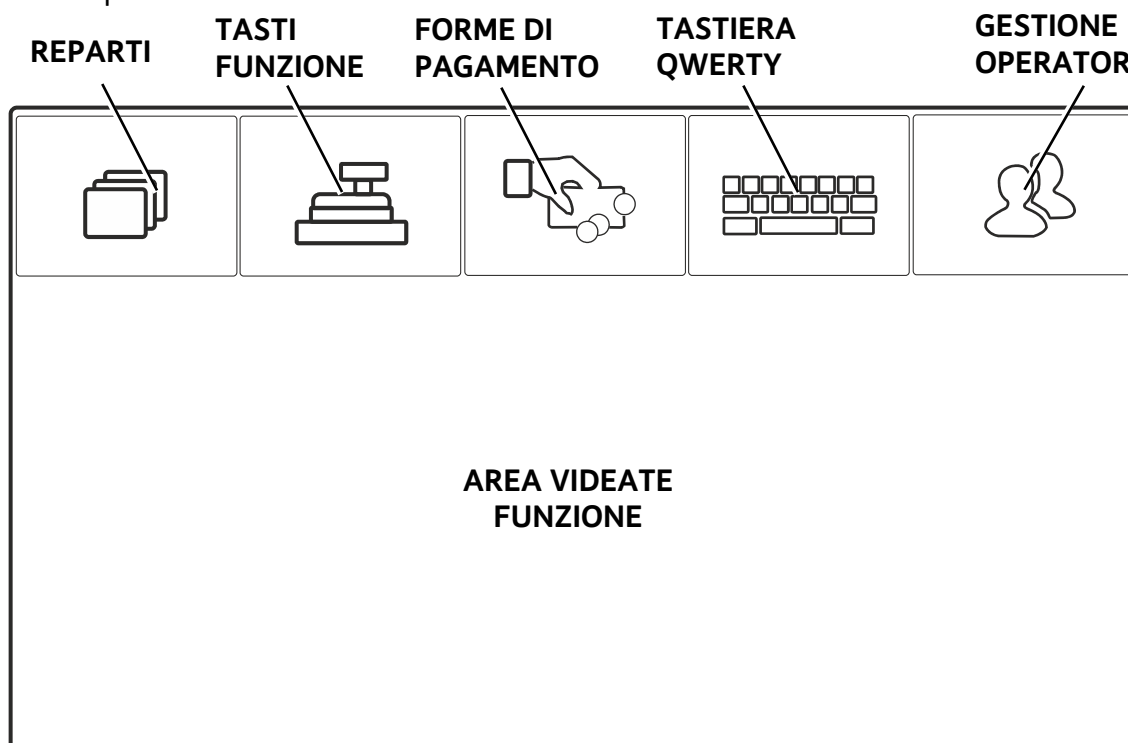 REPARTI
TASTI
FUNZIONE
FORME DI
PAGAMENTO
TASTIERA
QWERTY
GESTIONE
OPERATOR
AREA VIDEATE
FUNZIONE